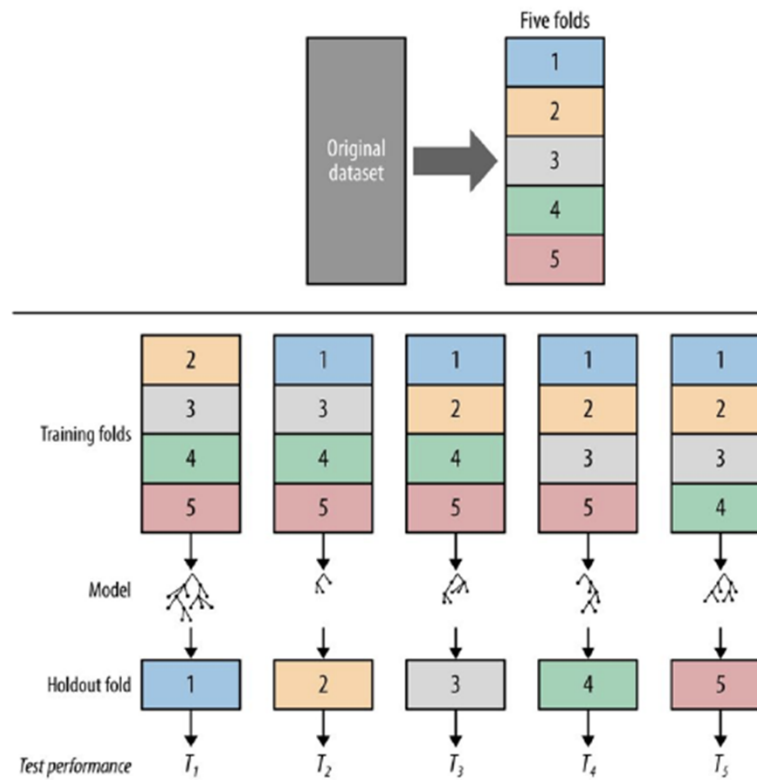 Five folds
1
2
Original
dataset
3
4
5
2 1 1 1 1
3 3 2 2 2
Training folds
4 4 4 3 3
5 5 5 5 4
Model
Holdout fold 1 2 3 4 5
Test performance T₁ T₂ T₃ T₄ T₅